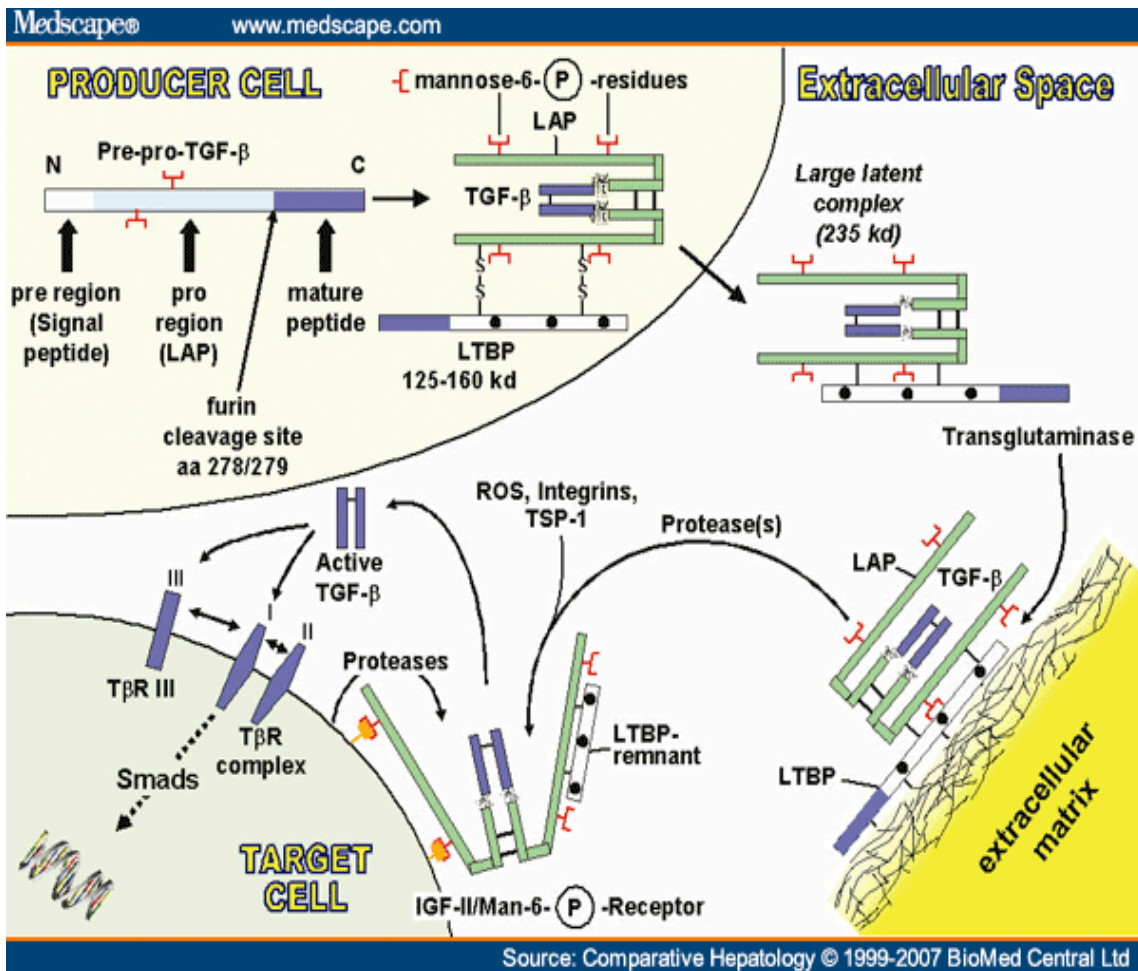 Medscape® www.medscape.com
PRODUCER CELL
mannose-6-P-residues
Extracellular Space
LAP
Pre-pro-TGF-β
N
C
TGF-β
Large latent
complex
(235 kd)
S
S
S
S
pre region
(Signal
peptide)
pro
region
(LAP)
mature
peptide
LTBP
125-160 kd
furin
cleavage site
aa 278/279
Transglutaminase
ROS, Integrins,
TSP-1
Protease(s)
Active
TGF-β
LAP
TGF-β
III
I
II
TβR III
TβR
complex
Proteases
LTBP-
remnant
LTBP
Smads
extracellular
matrix
TARGET
CELL
IGF-II/Man-6-P-Receptor
Source: Comparative Hepatology © 1999-2007 BioMed Central Ltd